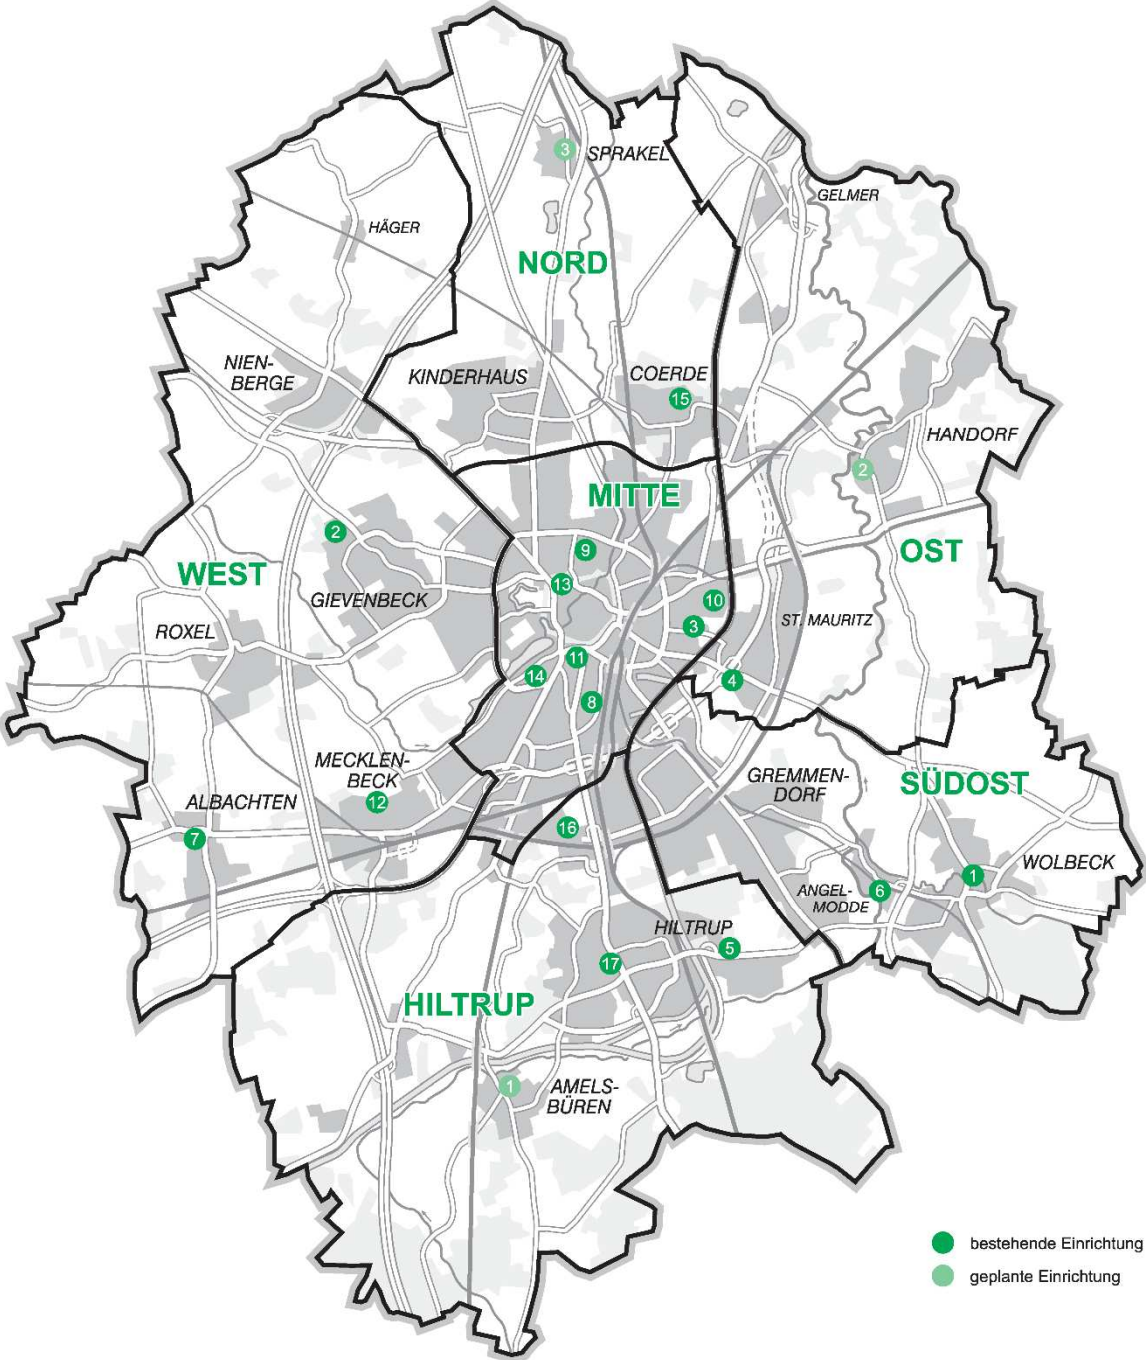 3
SPRAKEL
GELMER
HÄGER
NORD
NIEN-
BERGE
KINDERHAUS
COERDE
15
HANDORF
2
MITTE
2
9
OST
WEST
13
GIEVENBECK
10
ROXEL
3
ST. MAURITZ
11
14
4
8
MECKLEN-
BECK
GREMMEN-
DORF
SÜDOST
ALBACHTEN
12
7
16
WOLBECK
1
ANGEL-
MODDE
6
HILTRUP
5
17
HILTRUP
1
AMELS-
BÜREN
bestehende Einrichtung
geplante Einrichtung